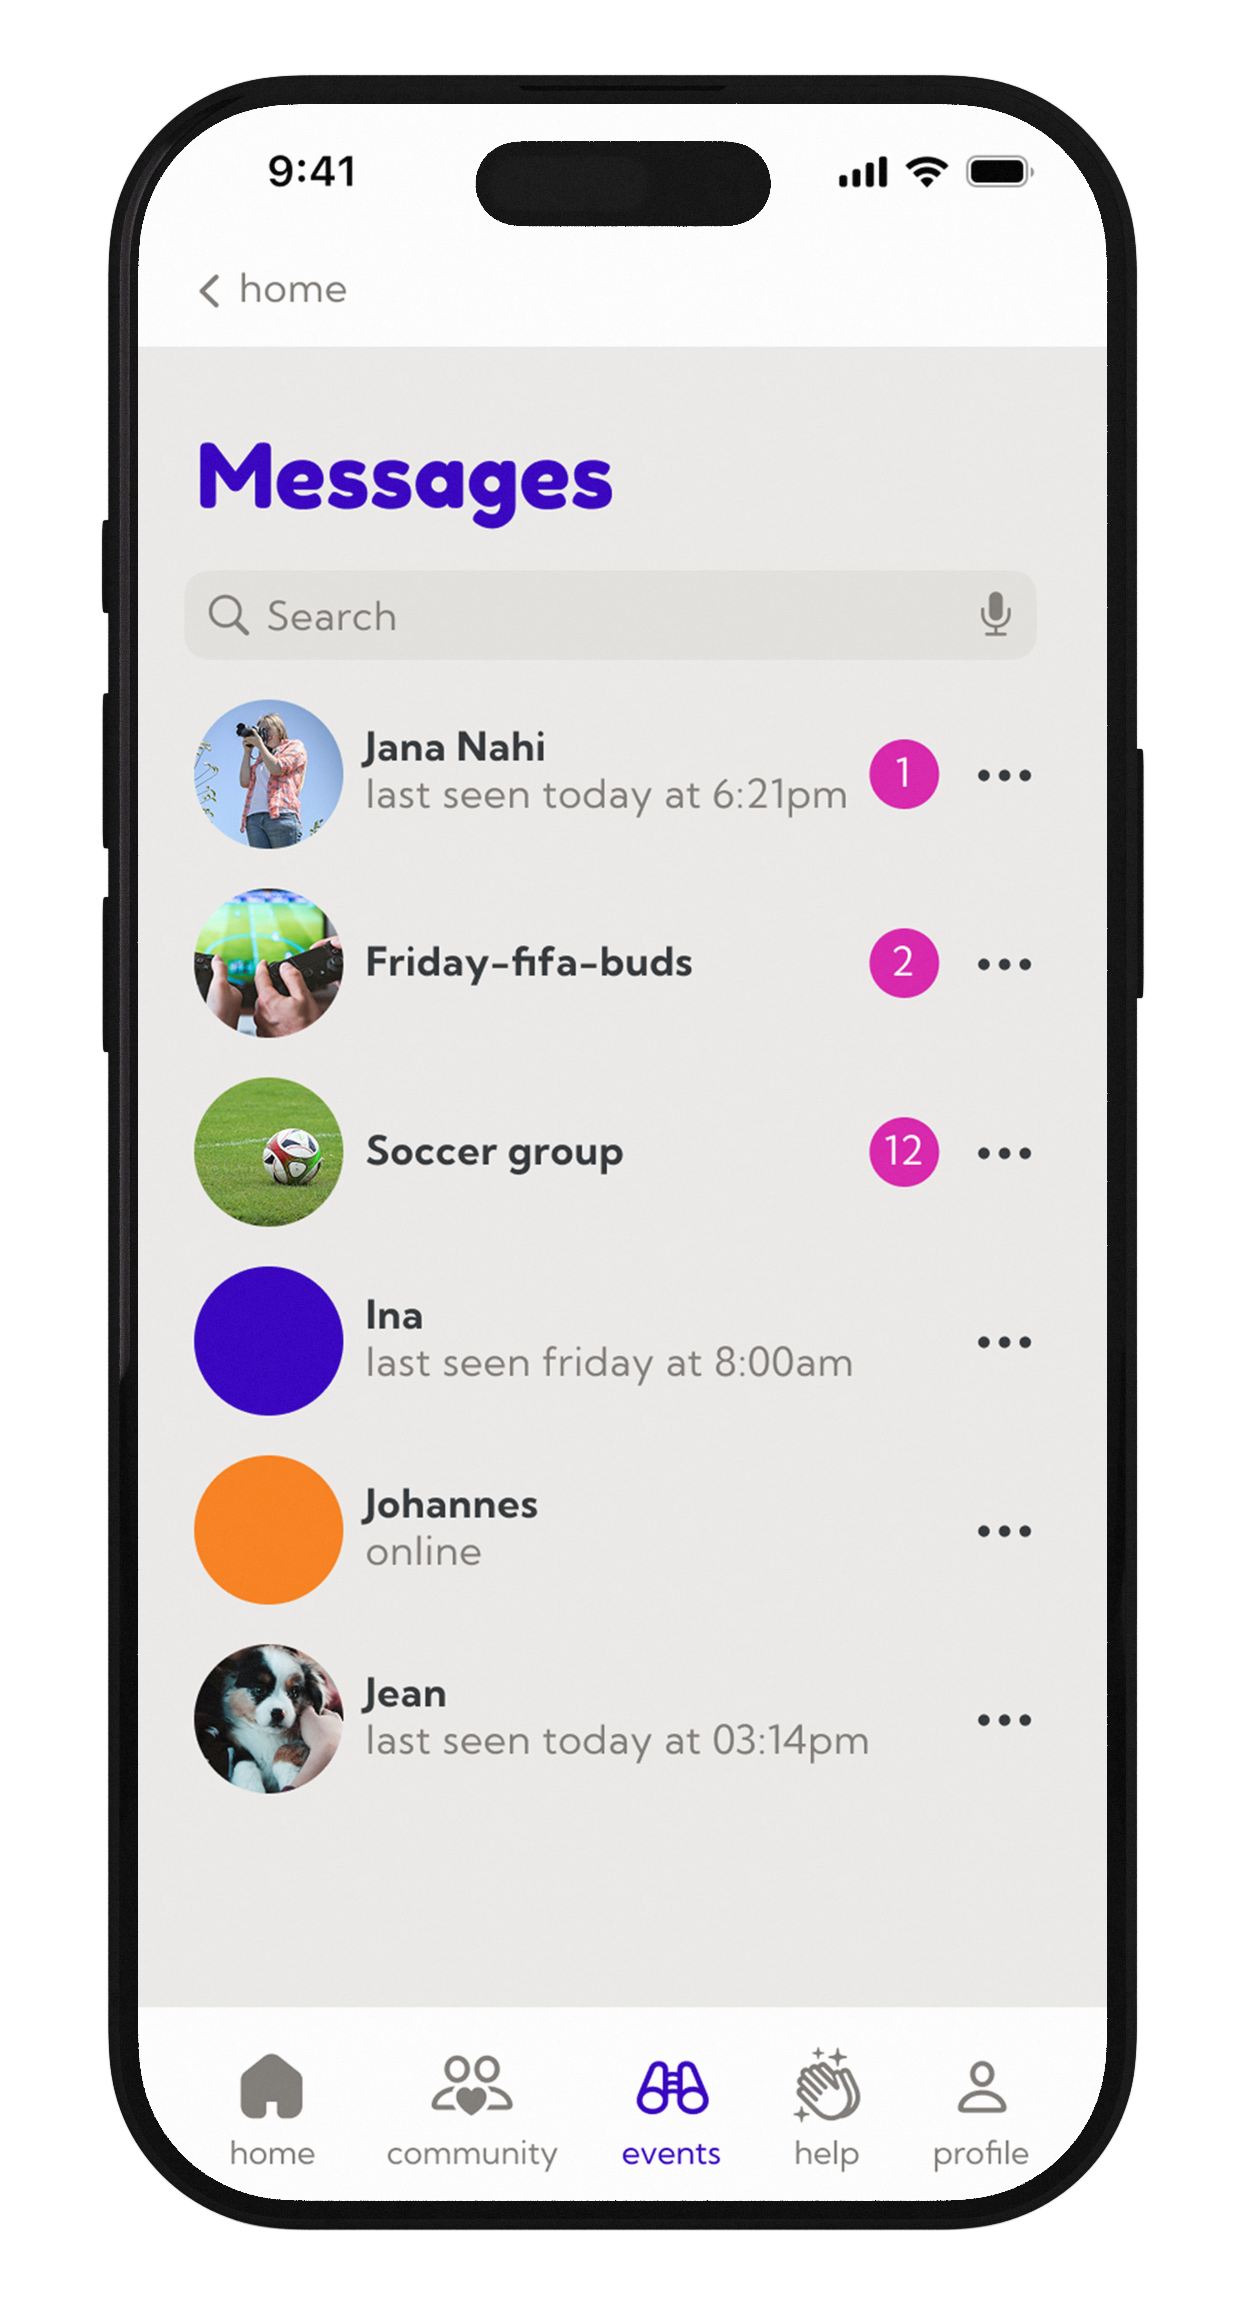 9:41
home
Messages
Search
Jana Nahi
last seen today at 6:21pm
1
Friday-fifa-buds
2
Soccer group
12
Ina
last seen friday at 8:00am
Johannes
online
Jean
last seen today at 03:14pm
home community events help profile